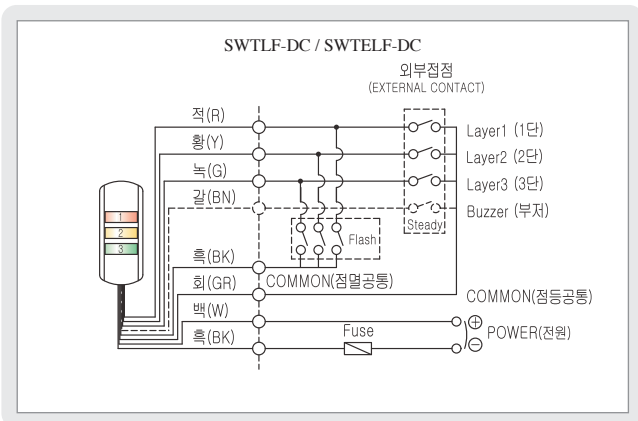 SWTLF-DC / SWTELF-DC
외부접점
(EXTERNAL CONTACT)
적(R)
황(Y)
녹(G)
갈(BN)
Layer1 (1단)
Layer2 (2단)
Layer3 (3단)
Buzzer (부저)
Steady
Flash
1
2
3
흑(BK)
COMMON(점멸공통)
회(GR)
COMMON(점등공통)
백(W)
흑(BK)
Fuse
⊕
⊖
POWER(전원)